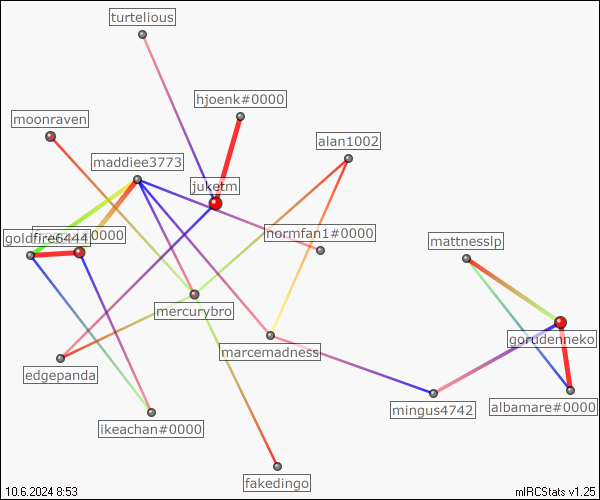 turtelious
hjoenk#0000
moonraven
alan1002
maddiee3773
juketm
goldfire6444
0000
normfan1#0000
mattnesslp
mercurybro
gorudenneko
marcemadness
edgepanda
mingus4742
albamare#0000
ikeachan#0000
fakedingo
10.6.2024 8:53
mIRCStats v1.25